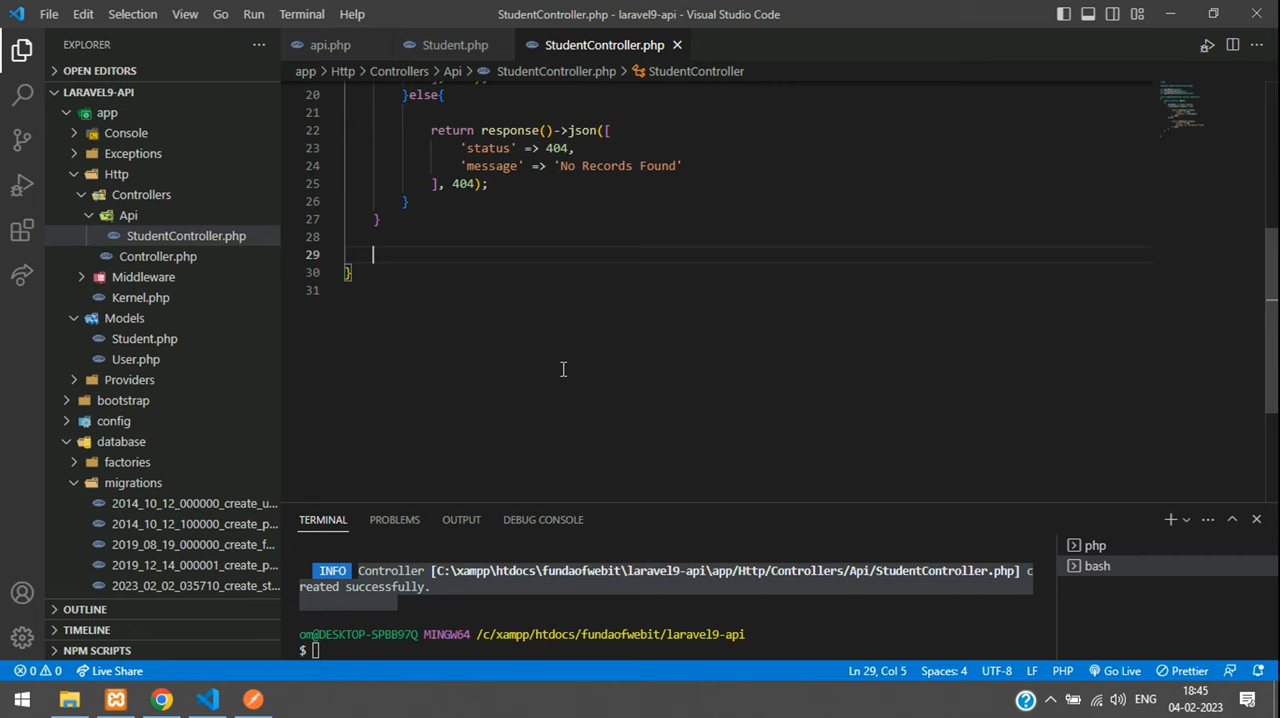 File Edit Selection View Go Run Terminal Help StudentController.php - laravel9-api - Visual Studio Code
EXPLORER
api.php Student.php StudentController.php
OPEN EDITORS
app > Http > Controllers > Api > StudentController.php > StudentController
LARAVEL9-API
app
Console
Exceptions
Http
Controllers
Api
StudentController.php
Controller.php
Middleware
Kernel.php
Models
Student.php
User.php
Providers
bootstrap
config
database
factories
migrations
2014_10_12_000000_create_u...
2014_10_12_100000_create_p...
2019_08_19_000000_create_f...
2019_12_14_000001_create_p...
2023_02_02_035710_create_st...
OUTLINE
TIMELINE
NPM SCRIPTS
20 }else{
21
22 return response()->json([
23 'status' => 404,
24 'message' => 'No Records Found'
25 ], 404);
26 }
27 }
28
29
30 }
31
TERMINAL PROBLEMS OUTPUT DEBUG CONSOLE
php
bash
INFO Controller [C:\xampp\htdocs\fundaofwebit\laravel9-api\app/Http/Controllers/Api/StudentController.php] c
reated successfully.
om@DESKTOP-SPBB97Q MINGW64 /c/xampp/htdocs/fundaofwebit/laravel9-api
$
0 0 Live Share Ln 29, Col 5 Spaces: 4 UTF-8 LF PHP Go Live Prettier
ENG 18:45
04-02-2023